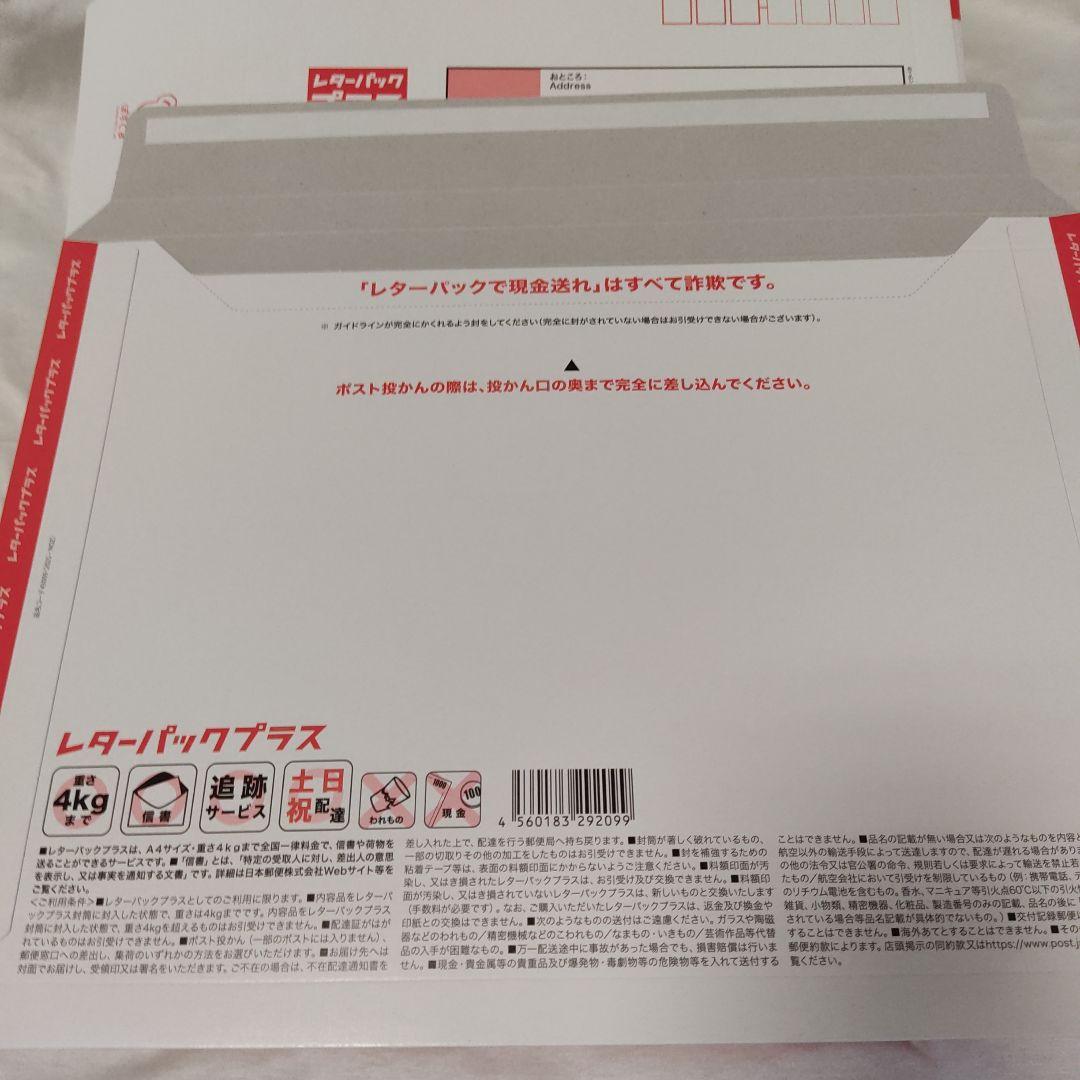 レターパック
プラス
おところ:
Address
「レターパックで現金送れ」はすべて詐欺です。
※ ガイドラインが完全にかくれるよう封をしてください(完全に封がされていない場合はお引受けできない場合がございます)。
▲
ポスト投かんの際は、投かん口の奥まで完全に差し込んでください。
レターパックプラス
レターパックプラス
レターパックプラス
レターパックプラス
重さ
4kg
まで
信書
追跡
サービス
土日
祝配達
われもの
1000
100
現金
4 560183 292099
■レターパックプラスは、A4サイズ・重さ4kgまで全国一律料金で、信書や荷物を
送ることができるサービスです。■「信書」とは、「特定の受取人に対し、差出人の意思
を表示し、又は事実を通知する文書」です。詳細は日本郵便株式会社Webサイト等を
ご覧ください。
<ご利用条件>■レターパックプラスとしてのご利用に限ります。■内容品をレターパ
ックプラス封筒に封入した状態で、重さは4kgまでです。内容品をレターパックプラス
封筒に封入した状態で、重さ4kgを超えるものはお引受けできません。■配達証がはが
れているものはお引受けできません。■ポスト投かん(一部のポストには入りません)、
郵便窓口への差出し、集荷のいずれかの方法をお選びいただけます。■お届け先へは
対面でお届けし、受領印又は署名をいただきます。ご不在の場合は、不在配達通知書を
差し入れた上で、配達を行う郵便局へ持ち戻ります。■封筒が著しく破れているもの、
一部の切取りその他の加工をしたものはお引受けできません。■封を補強するための
粘着テープ等は、表面の料額印面にかからないようご注意ください。■料額印面が汚
染し、又はき損されたレターパックプラスは、お引受け及び交換できません。■料額印
面が汚染し、又はき損されていないレターパックプラスは、新しいものと交換いたします
(手数料が必要です)。なお、ご購入いただいたレターパックプラスは、返金及び換金や
印紙との交換はできません。■次のようなものの送付はご遠慮ください。ガラスや陶磁
器などのわれもの/精密機械などのこわれもの/なまもの・いきもの/芸術作品等代替
品の入手が困難なもの。■万一配送途中に事故があった場合でも、損害賠償は行いま
せん。■現金・貴金属等の貴重品及び爆発物・毒劇物等の危険物等を入れて送付する
ことはできません。■品名の記載が無い場合又は次のようなものを内容と
航空以外の輸送手段によって送達しますので、配達が遅れる場合があります
の他の法令又は官公署の命令、規則若しくは要求によって輸送を禁止され
たもの/航空会社において引受けを制限しているもの(例:携帯電話、デ
のリチウム電池を含むもの。香水、マニキュア等引火点60℃以下の引火性
雑貨、小物類、精密機器、化粧品、製造番号のみの記載、品名の後に
されている場合等品名記載が具体的でないもの。)■交付記録郵便
することはできません。■海外あてとすることはできません。■その
郵便約款によります。店頭掲示の同約款又はhttps://www.post.j
覧ください。